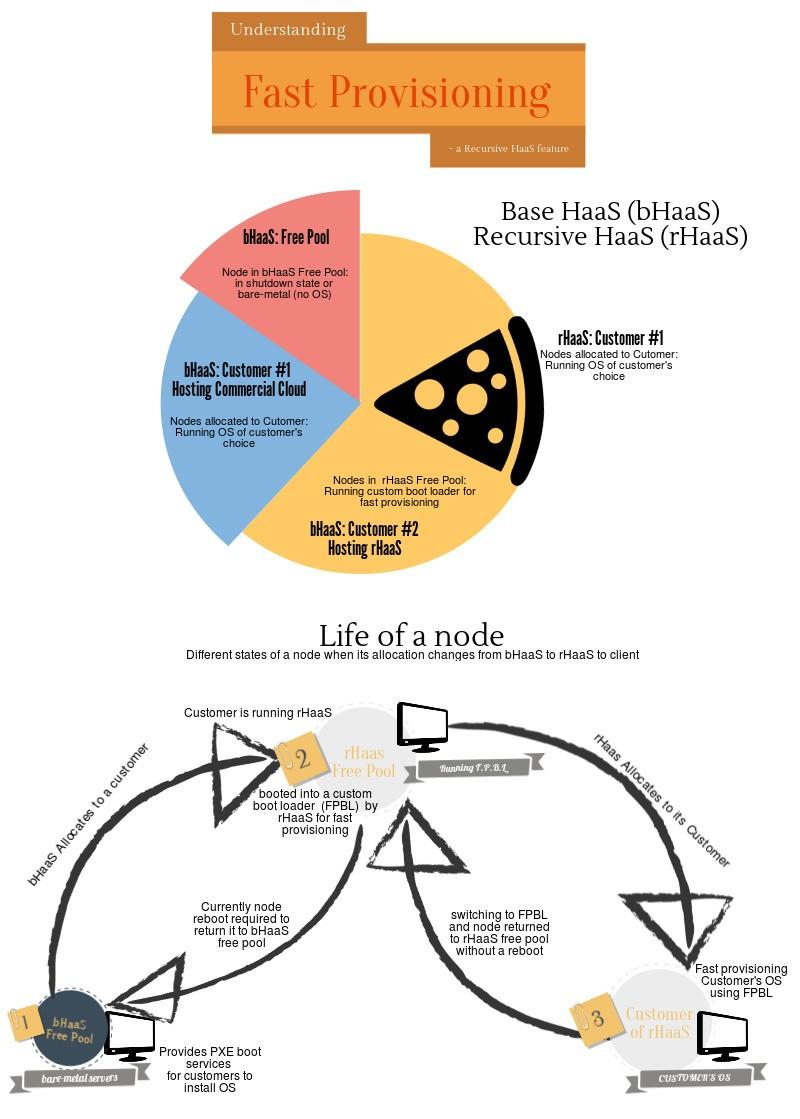 Understanding
Fast Provisioning
- a Recursive HaaS feature
Base HaaS (bHaaS)
Recursive HaaS (rHaaS)
bHaaS: Free Pool
Node in bHaaS Free Pool:
in shutdown state or
bare-metal (no OS)
rHaaS: Customer #1
Nodes allocated to Cutomer:
Running OS of customer's
choice
bHaaS: Customer #1
Hosting Commercial Cloud
Nodes allocated to Cutomer:
Running OS of customer's
choice
Nodes in rHaaS Free Pool:
Running custom boot loader for
fast provisioning
bHaaS: Customer #2
Hosting rHaaS
Life of a node
Different states of a node when its allocation changes from bHaaS to rHaaS to client
Customer is running rHaaS
2
rHaas
Free Pool
Running F.P.B.L
booted into a custom
boot loader (FPBL) by
rHaaS for fast
provisioning
bHaaS Allocates to a customer
rHaas Allocates to its Customer
Currently node
reboot required to
return it to bHaaS
free pool
switching to FPBL
and node returned
to rHaaS free pool
without a reboot
Fast provisioning
Customer's OS
using FPBL
1
bHaaS
Free Pool
bare-metal servers
Provides PXE boot
services
for customers to
install OS
3
Customer
of rHaaS
CUSTOMER'S OS